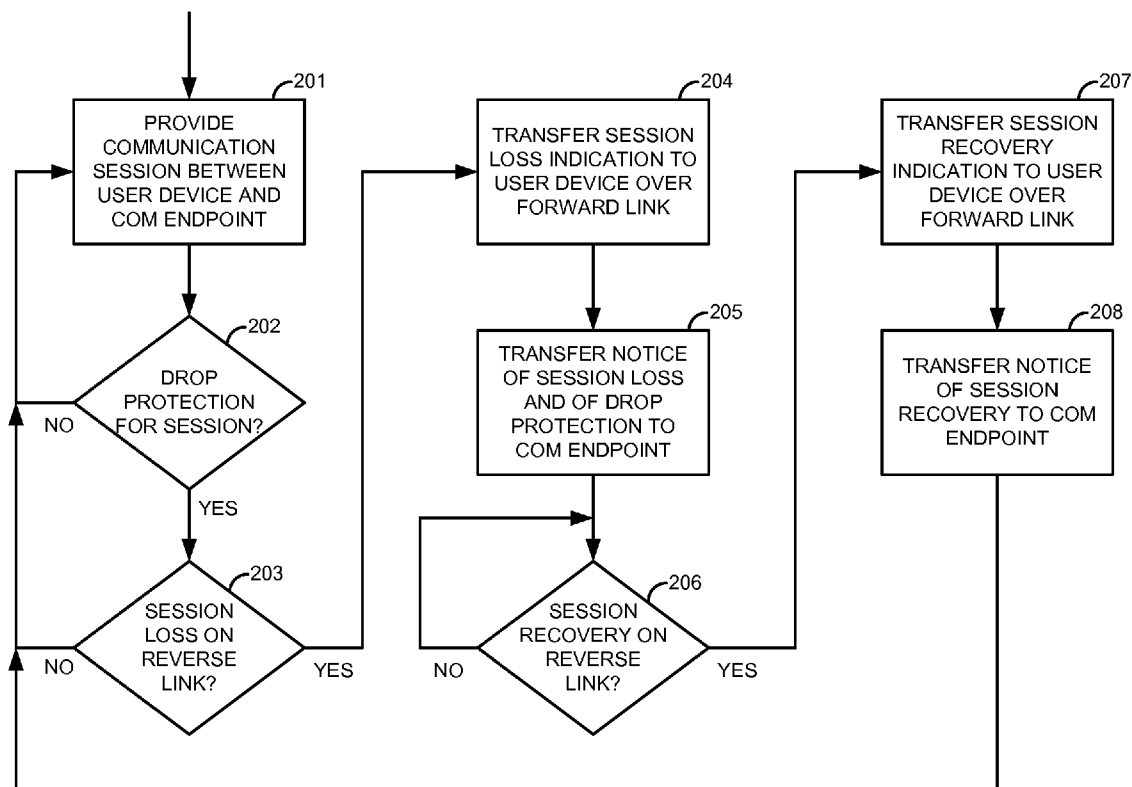 201
PROVIDE
COMMUNICATION
SESSION BETWEEN
USER DEVICE AND
COM ENDPOINT
202
DROP
PROTECTION
FOR SESSION?
NO
YES
203
SESSION
LOSS ON
REVERSE
LINK?
NO
YES
204
TRANSFER SESSION
LOSS INDICATION TO
USER DEVICE OVER
FORWARD LINK
205
TRANSFER NOTICE
OF SESSION LOSS
AND OF DROP
PROTECTION TO
COM ENDPOINT
206
SESSION
RECOVERY ON
REVERSE
LINK?
NO
YES
207
TRANSFER SESSION
RECOVERY
INDICATION TO USER
DEVICE OVER
FORWARD LINK
208
TRANSFER NOTICE
OF SESSION
RECOVERY TO COM
ENDPOINT